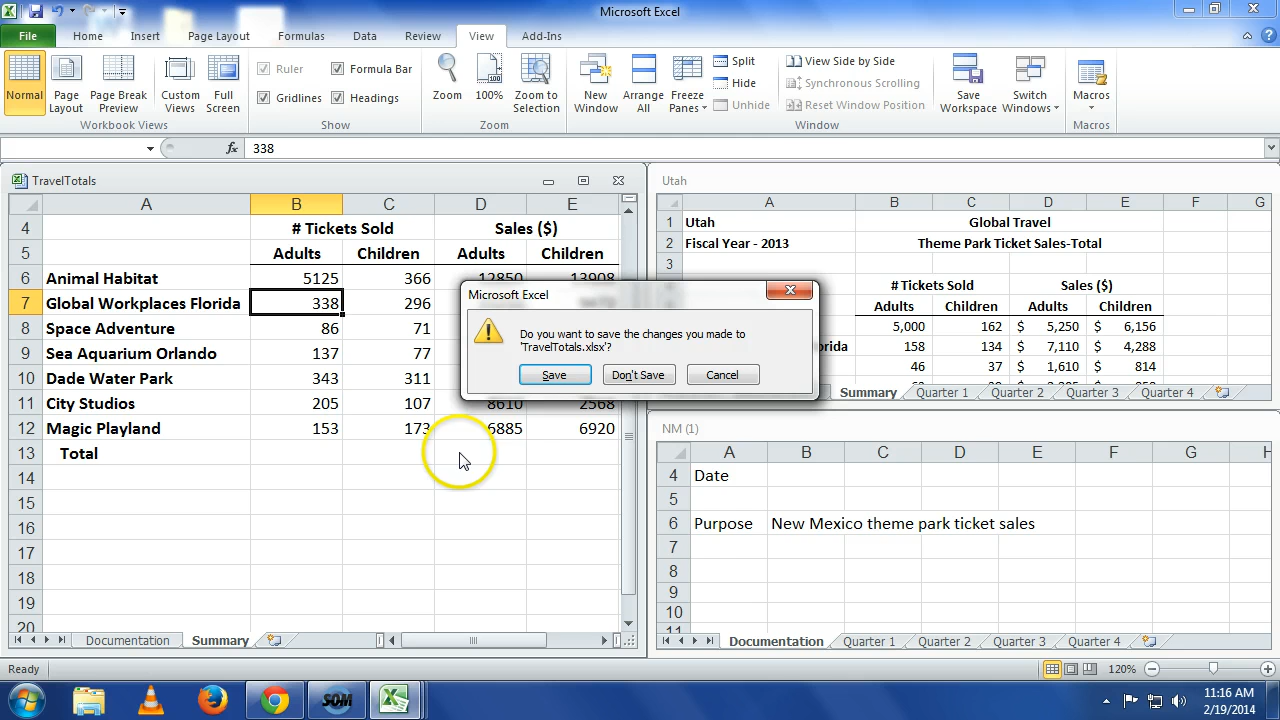 Microsoft Excel
File Home Insert Page Layout Formulas Data Review View Add-Ins
Normal
Page Layout
Page Break Preview
Custom Views
Full Screen
Ruler
Formula Bar
Gridlines
Headings
Zoom
100%
Zoom to Selection
New Window
Arrange All
Freeze Panes
Split
Hide
Unhide
View Side by Side
Synchronous Scrolling
Reset Window Position
Save Workspace
Switch Windows
Macros
Workbook Views Show Zoom Window Macros
fx 338
TravelTotals
A B C D E
4 # Tickets Sold Sales ($)
5 Adults Children Adults Children
6 Animal Habitat 5125 366 12850 13908
7 Global Workplaces Florida 338 296
8 Space Adventure 86 71
9 Sea Aquarium Orlando 137 77
10 Dade Water Park 343 311
11 City Studios 205 107 8610 2568
12 Magic Playland 153 173 6885 6920
13 Total
14
15
16
17
18
19
20
Documentation Summary
Utah
A B C D E F G
1 Utah Global Travel
2 Fiscal Year - 2013 Theme Park Ticket Sales-Total
3
# Tickets Sold Sales ($)
Adults Children Adults Children
5,000 162 $ 5,250 $ 6,156
158 134 $ 7,110 $ 4,288
46 37 $ 1,610 $ 814
Summary Quarter 1 Quarter 2 Quarter 3 Quarter 4
Microsoft Excel
Do you want to save the changes you made to
'TravelTotals.xlsx'?
Save Don't Save Cancel
NM (1)
A B C D E F G H
4 Date
5
6 Purpose New Mexico theme park ticket sales
7
8
9
10
11
Documentation Quarter 1 Quarter 2 Quarter 3 Quarter 4
Ready 120%
SOM
11:16 AM
2/19/2014